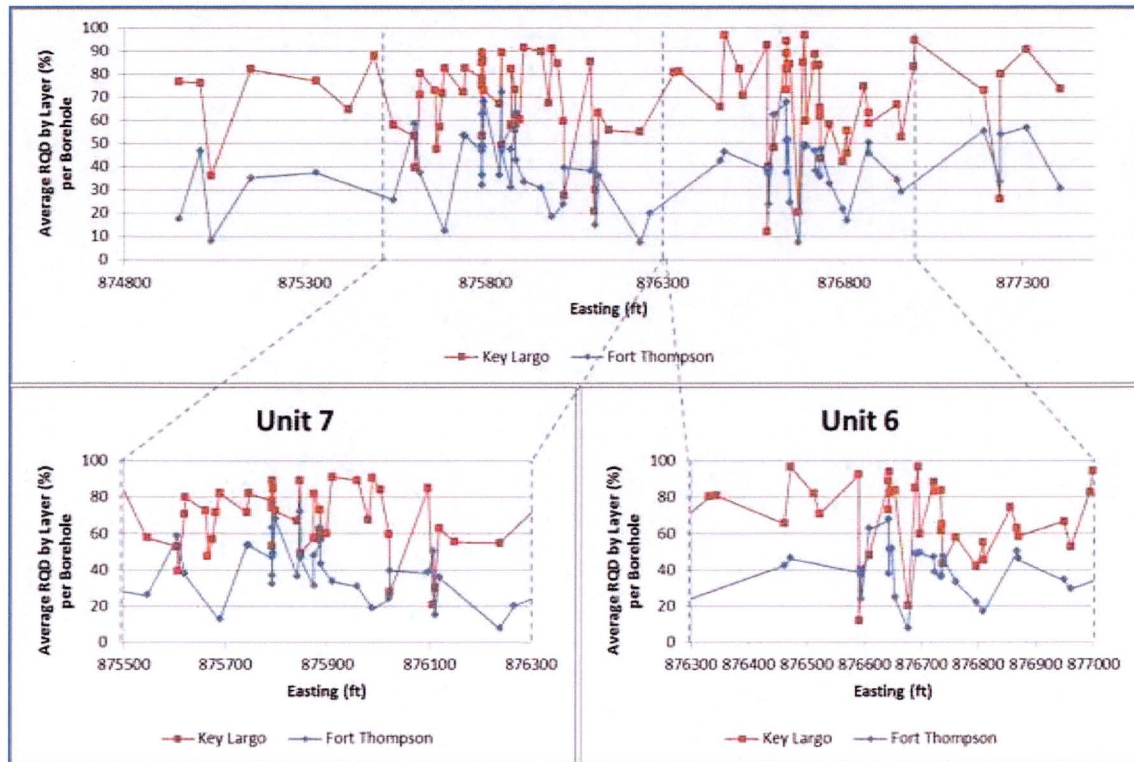 Average RQD by Layer (%)
per Borehole
100
90
80
70
60
50
40
30
20
10
0
874800 875300 875800 876300 876800 877300
Easting (ft)
Key Largo Fort Thompson
Unit 7
Average RQD by Layer (%)
per Borehole
100
80
60
40
20
0
875500 875700 875900 876100 876300
Easting (ft)
Key Largo Fort Thompson
Unit 6
Average RQD by Layer (%)
per Borehole
100
80
60
40
20
0
876300 876400 876500 876600 876700 876800 876900 877000
Easting (ft)
Key Largo Fort Thompson